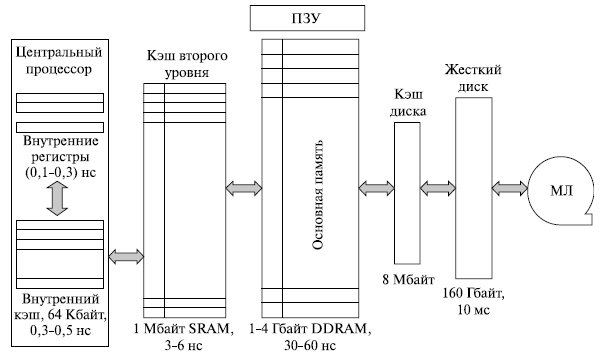 ПЗУ
Центральный
процессор
Внутренние
регистры
(0,1-0,3) нс
Внутренний
кэш, 64 Кбайт,
0,3-0,5 нс
Кэш второго
уровня
1 Мбайт SRAM,
3-6 нс
Основная память
1-4 Гбайт DDRAM,
30-60 нс
Кэш
диска
8 Мбайт
Жесткий
диск
160 Гбайт,
10 мс
МЛ